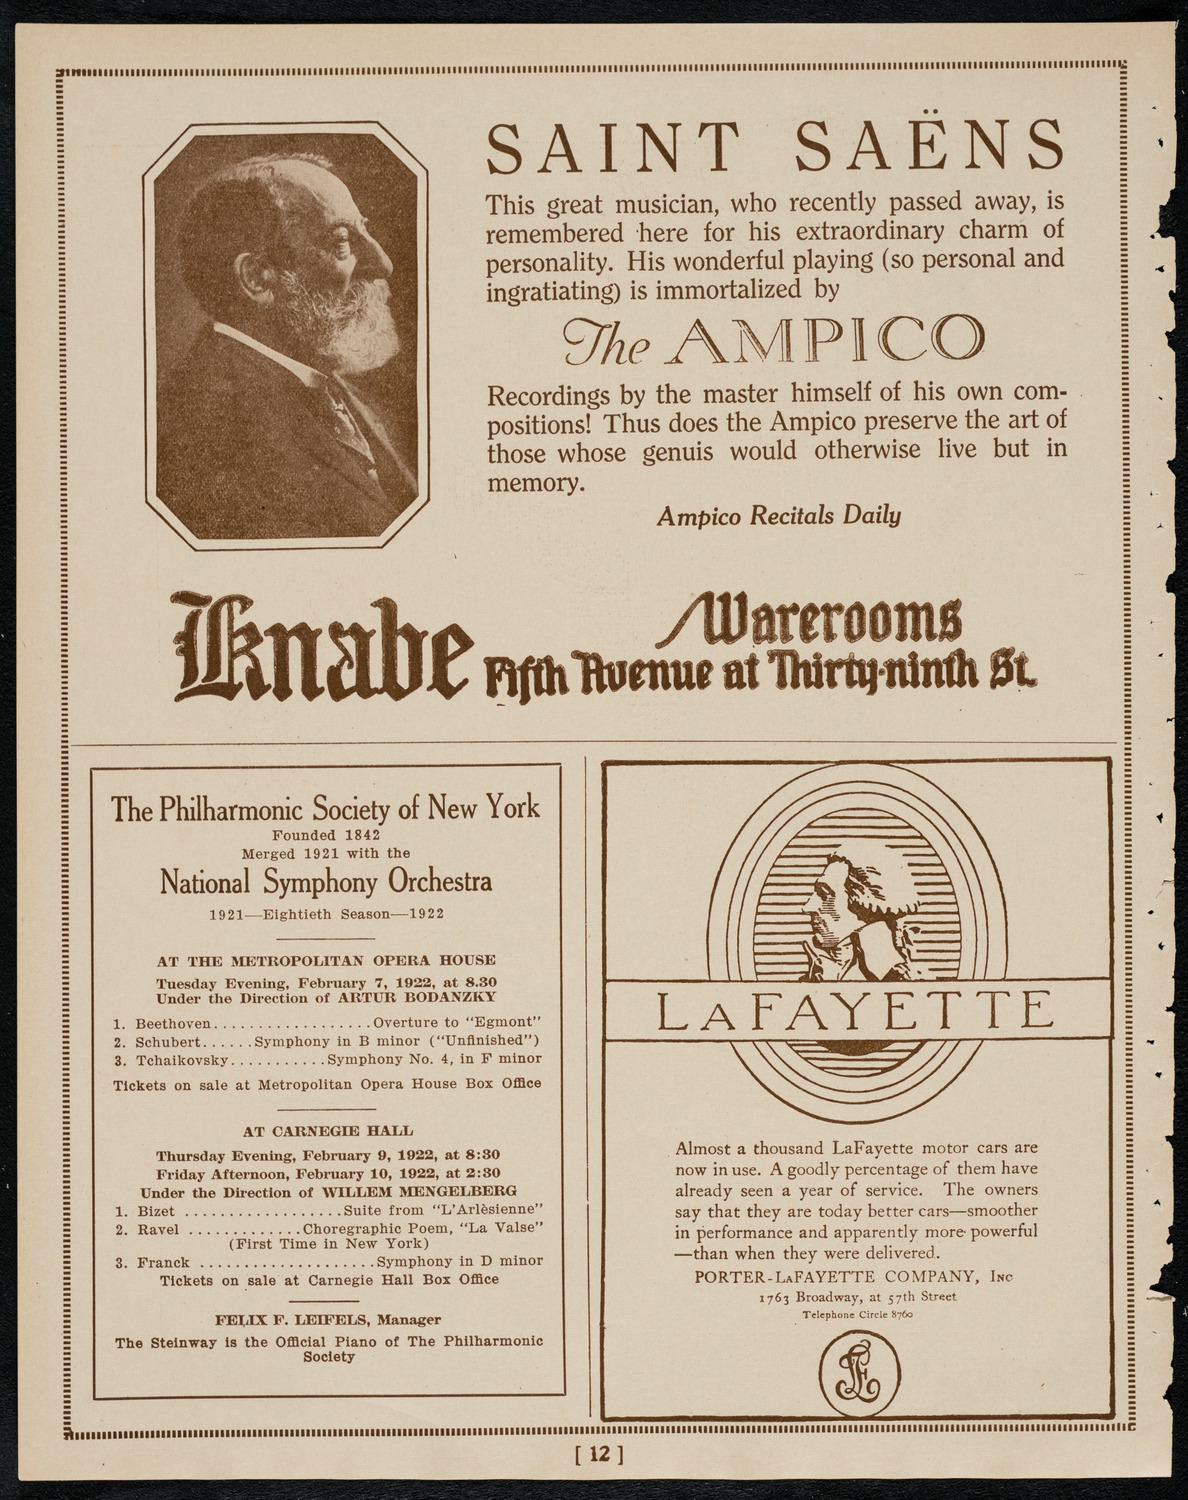 SAINT SAËNS
This great musician, who recently passed away, is
remembered here for his extraordinary charm of
personality. His wonderful playing (so personal and
ingratiating) is immortalized by
The AMPICO
Recordings by the master himself of his own com-
positions! Thus does the Ampico preserve the art of
those whose genuis would otherwise live but in
memory.
Ampico Recitals Daily
Knabe
Warerooms
Fifth Avenue at Thirty-ninth St.
The Philharmonic Society of New York
Founded 1842
Merged 1921 with the
National Symphony Orchestra
1921—Eightieth Season—1922
AT THE METROPOLITAN OPERA HOUSE
Tuesday Evening, February 7, 1922, at 8.30
Under the Direction of ARTUR BODANZKY
1. Beethoven..................Overture to "Egmont"
2. Schubert......Symphony in B minor ("Unfinished")
3. Tchaikovsky...........Symphony No. 4, in F minor
Tickets on sale at Metropolitan Opera House Box Office
AT CARNEGIE HALL
Thursday Evening, February 9, 1922, at 8:30
Friday Afternoon, February 10, 1922, at 2:30
Under the Direction of WILLEM MENGELBERG
1. Bizet ..................Suite from "L'Arlèsienne"
2. Ravel .............Choregraphic Poem, "La Valse"
(First Time in New York)
3. Franck ....................Symphony in D minor
Tickets on sale at Carnegie Hall Box Office
FELIX F. LEIFELS, Manager
The Steinway is the Official Piano of The Philharmonic
Society
LAFAYETTE
Almost a thousand LaFayette motor cars are
now in use. A goodly percentage of them have
already seen a year of service. The owners
say that they are today better cars—smoother
in performance and apparently more powerful
—than when they were delivered.
PORTER-LAFAYETTE COMPANY, INC
1763 Broadway, at 57th Street
Telephone Circle 8760
[ 12 ]